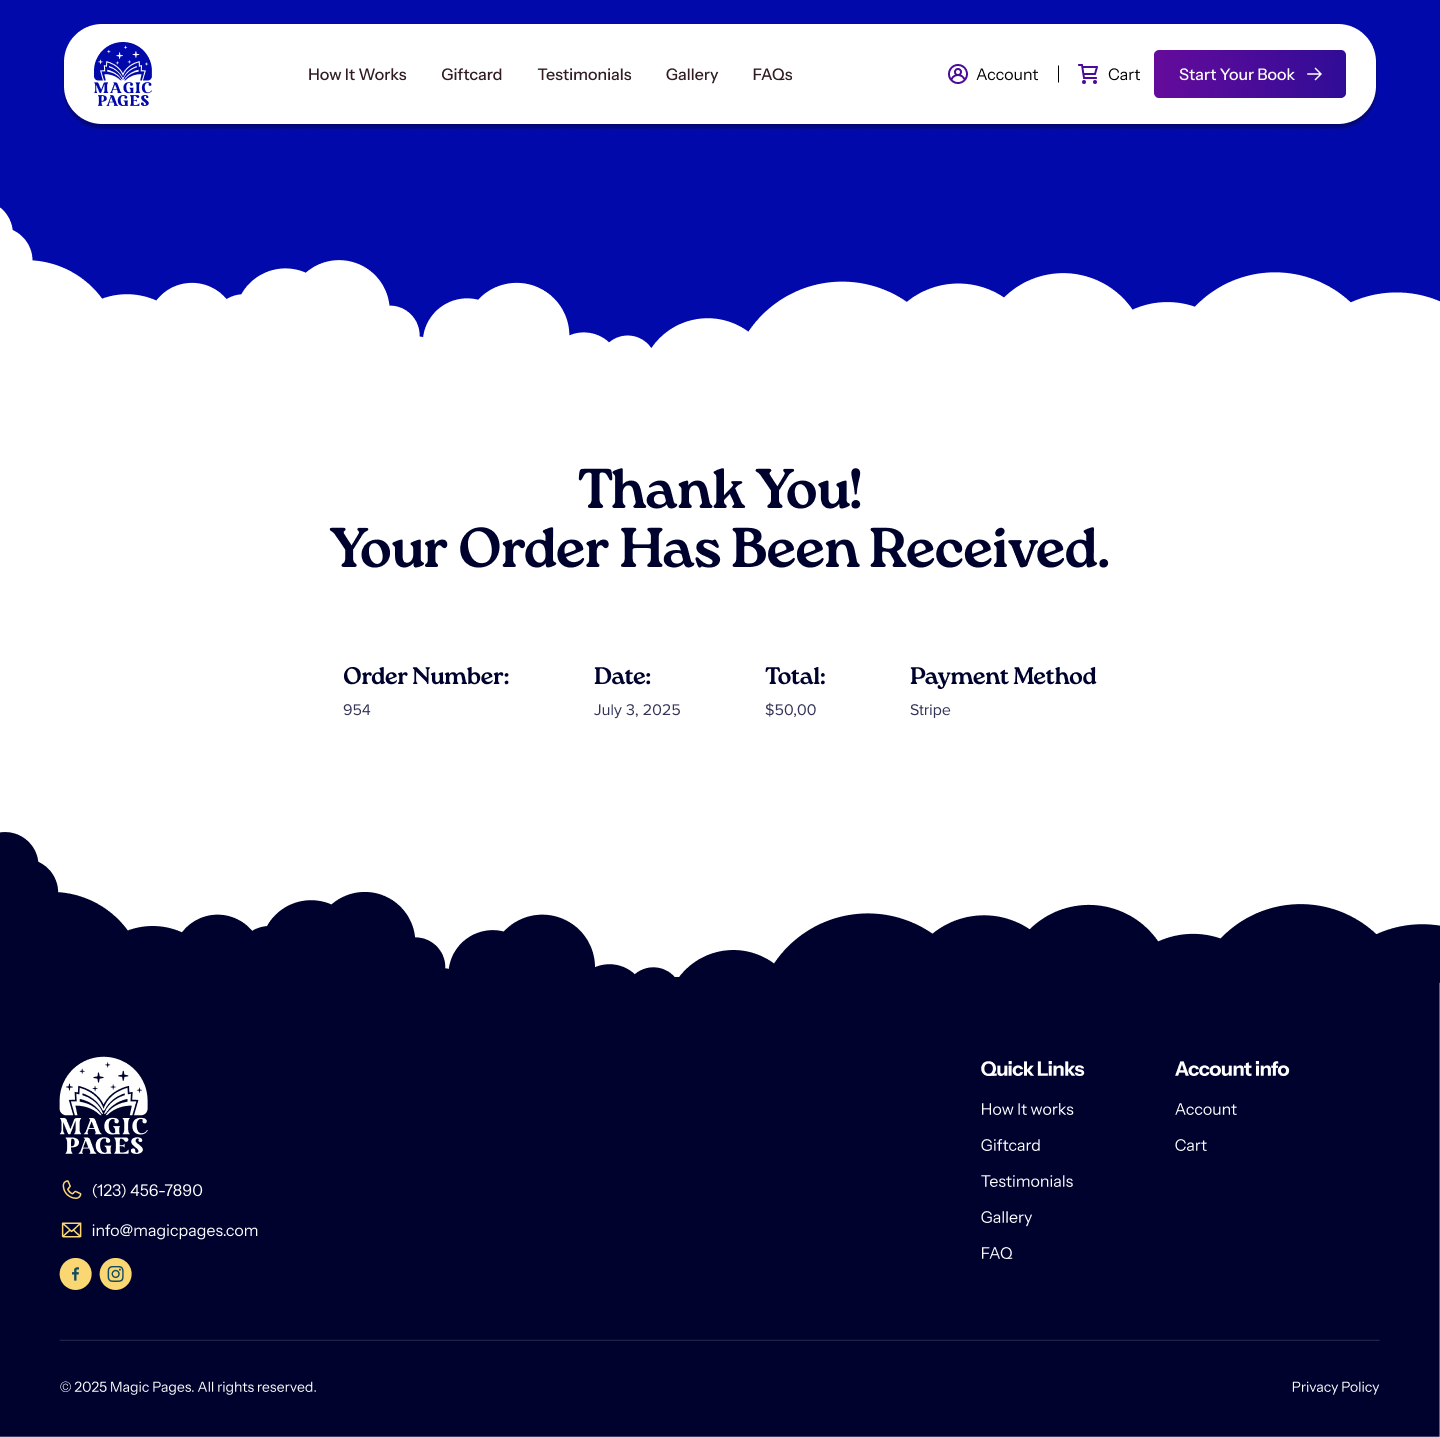 MAGIC
PAGES
How It Works
Giftcard
Testimonials
Gallery
FAQs
Account
Cart
Start Your Book
Thank You!
Your Order Has Been Received.
Order Number:
954
Date:
July 3, 2025
Total:
$50,00
Payment Method
Stripe
MAGIC
PAGES
(123) 456-7890
info@magicpages.com
Quick Links
How It works
Giftcard
Testimonials
Gallery
FAQ
Account info
Account
Cart
© 2025 Magic Pages. All rights reserved.
Privacy Policy